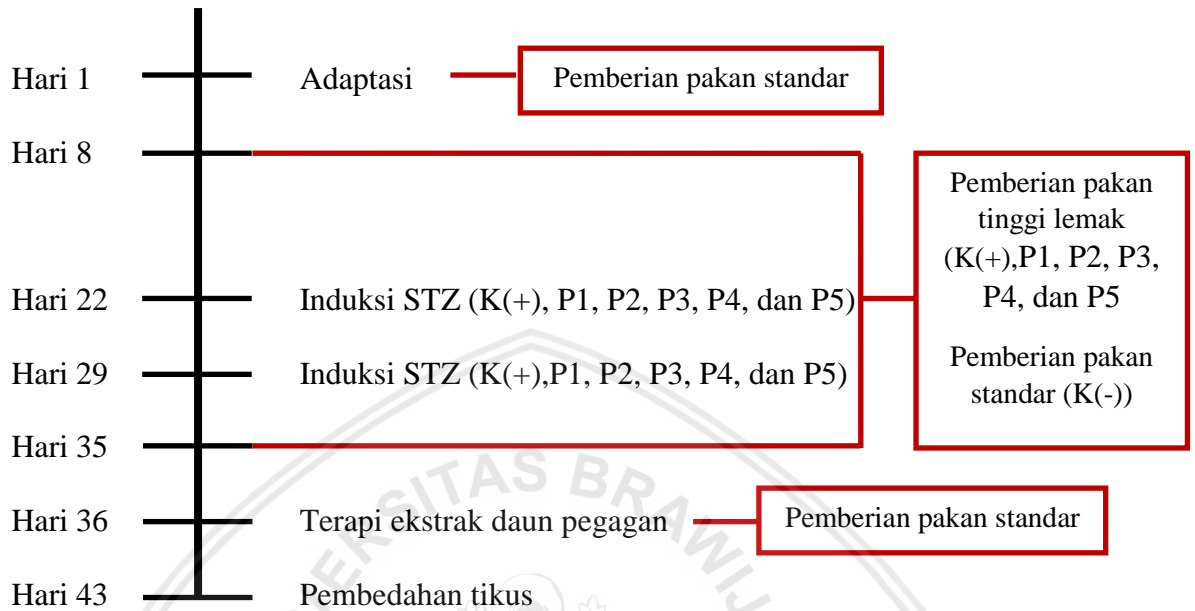 Hari 1
Adaptasi
Pemberian pakan standar
Hari 8
Pemberian pakan
tinggi lemak
(K(+),P1, P2, P3,
P4, dan P5
Pemberian pakan
standar (K(-))
Hari 22
Induksi STZ (K(+), P1, P2, P3, P4, dan P5)
Hari 29
Induksi STZ (K(+),P1, P2, P3, P4, dan P5)
Hari 35
Hari 36
Terapi ekstrak daun pegagan
Pemberian pakan standar
Hari 43
Pembedahan tikus
ERSITAS BRAWIJ